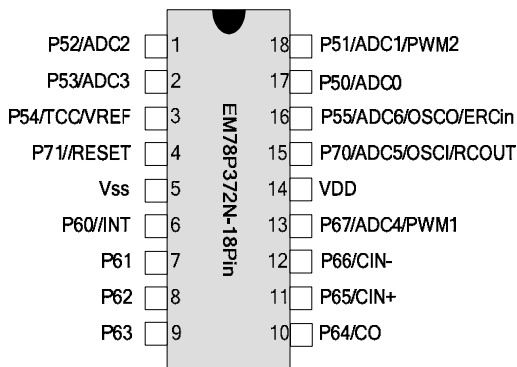 P52/ADC2 1 18 P51/ADC1/PWM2
P53/ADC3 2 17 P50/ADC0
P54/TCC/VREF 3 16 P55/ADC6/OSCO/ERCin
P71//RESET 4 15 P70/ADC5/OSCI/RCOUT
Vss 5 14 VDD
P60//INT 6 13 P67/ADC4/PWM1
P61 7 12 P66/CIN-
P62 8 11 P65/CIN+
P63 9 10 P64/CO
EM78P372N-18Pin